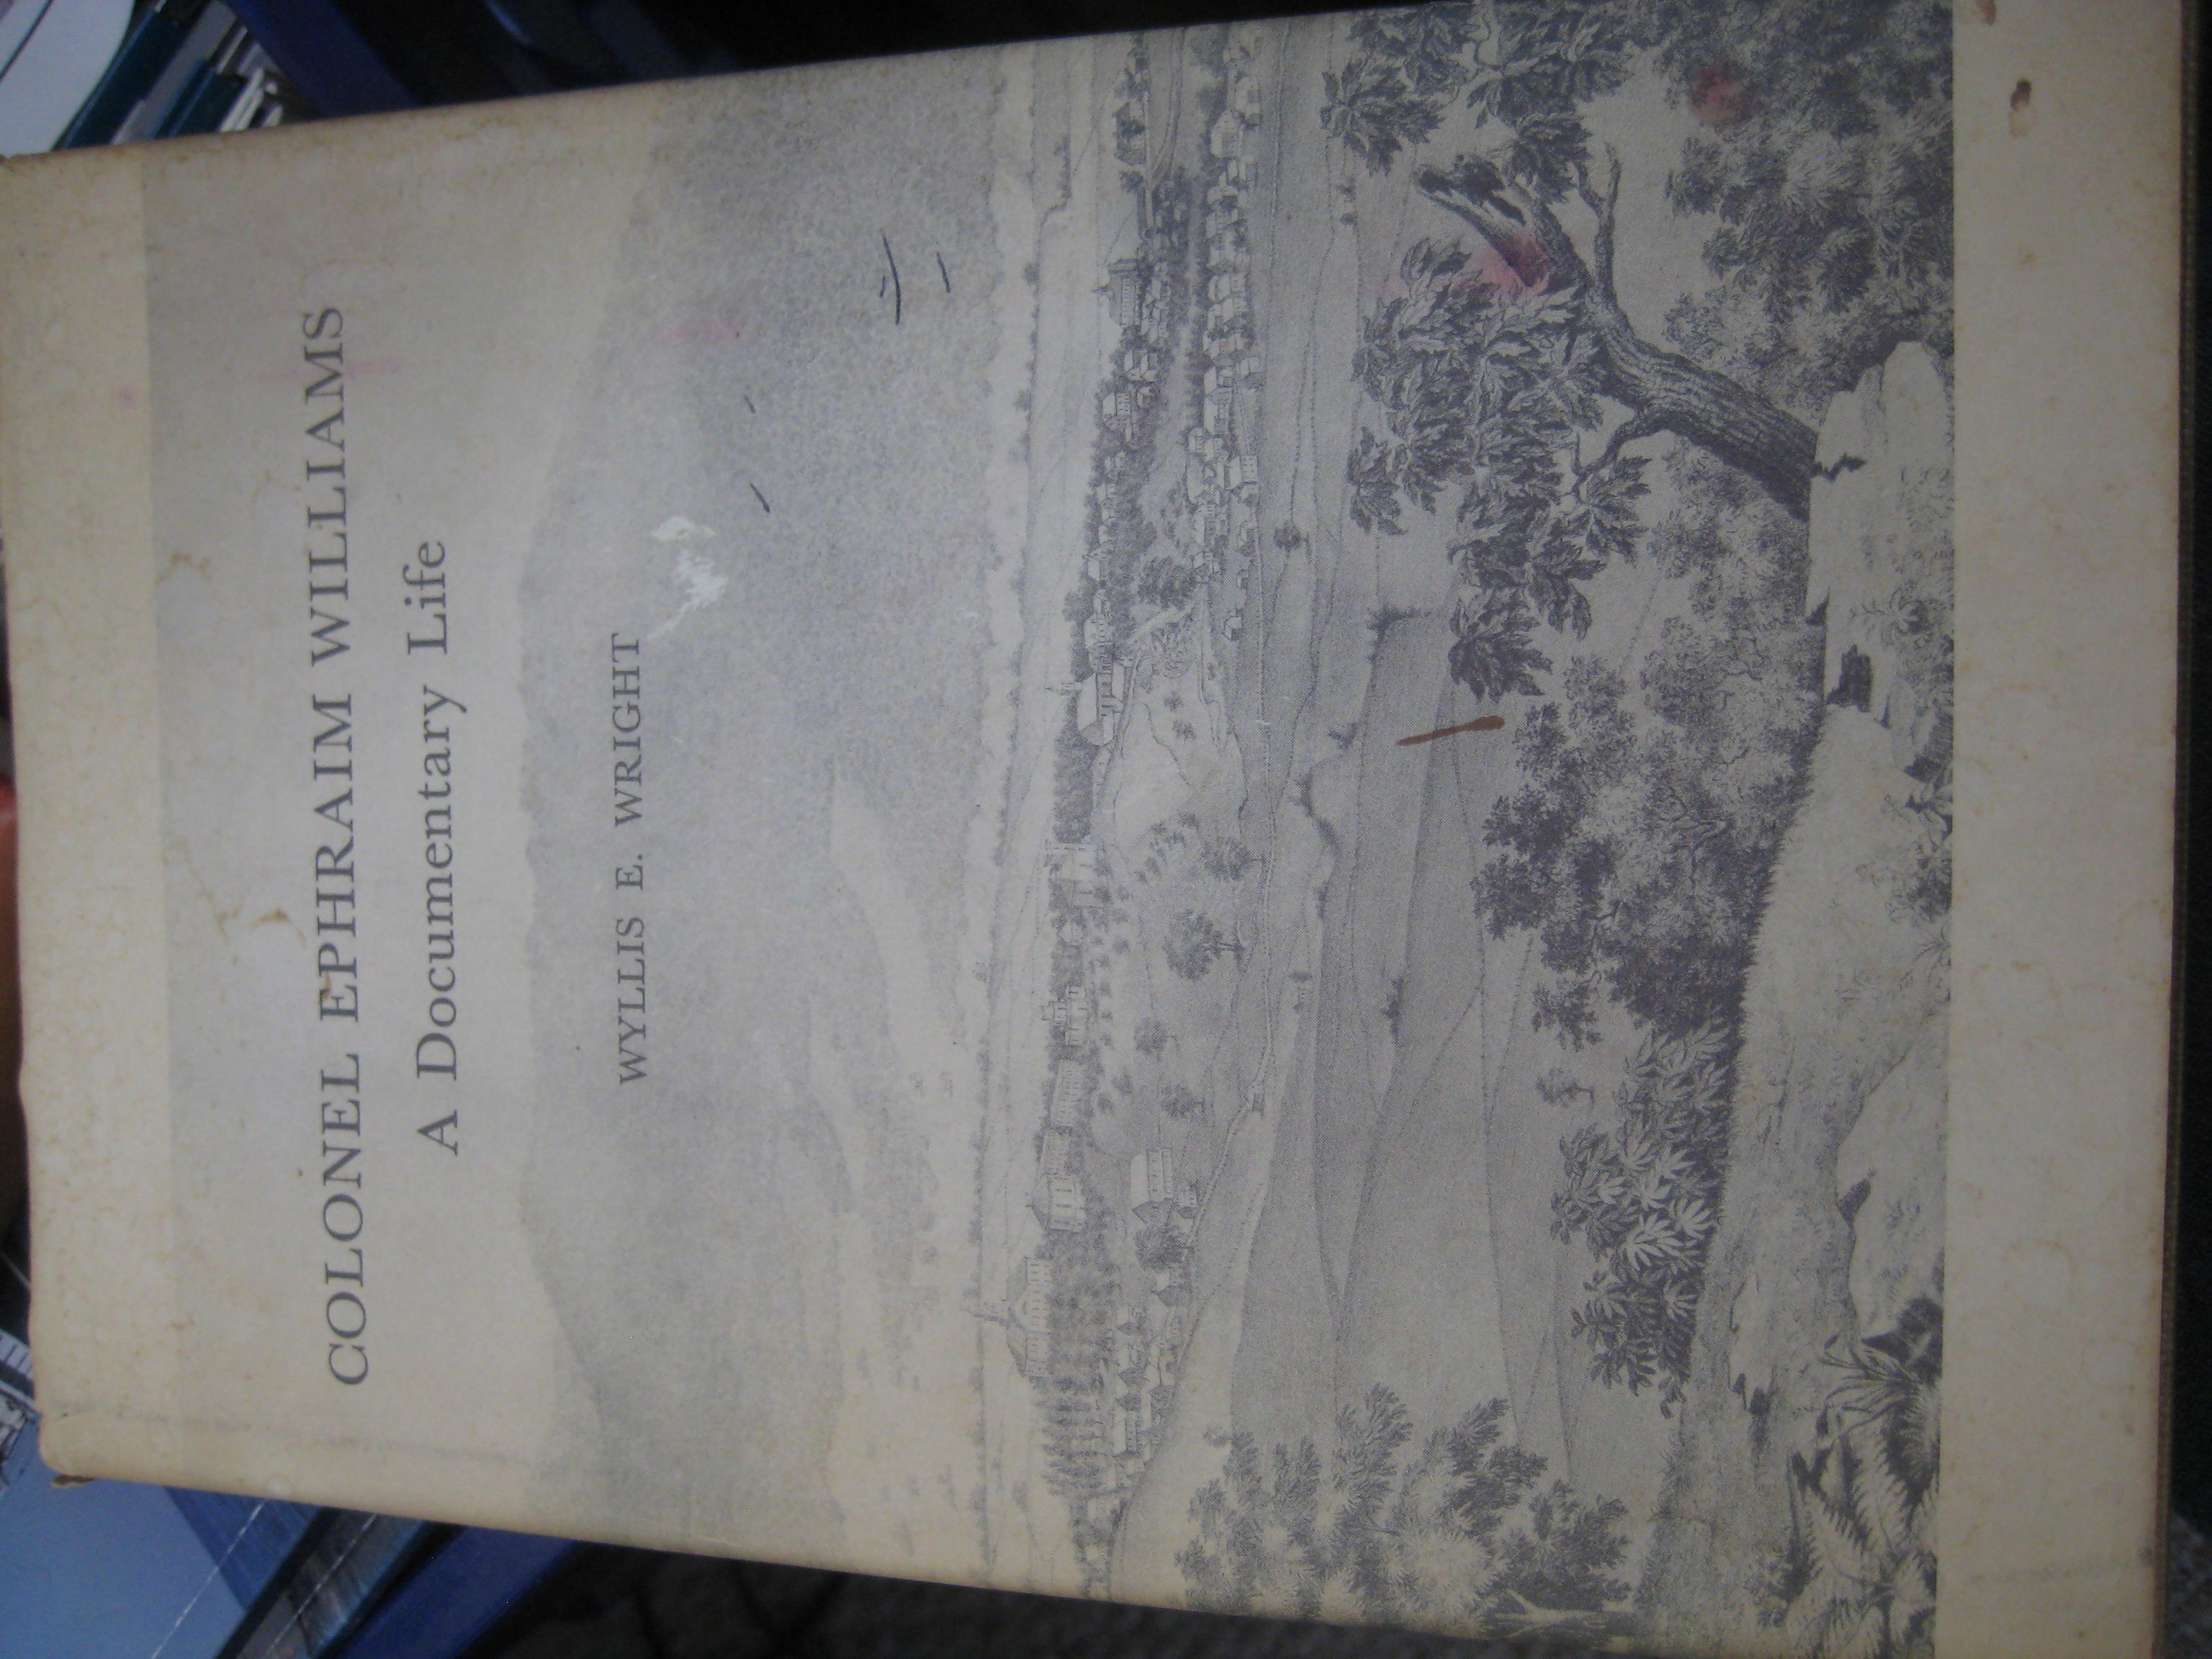 COLONEL EPHRAIM WILLIAMS
A Documentary Life
WYLLIS E. WRIGHT